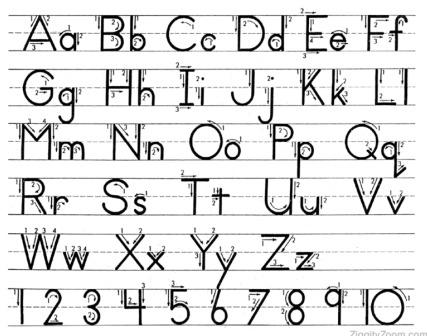 Aa Bb Cc Dd Ee Ff
Gg Hh Ii Jj Kk Ll
Mm Nn Oo Pp Qq
Rr Ss Tt Uu Vv
Ww Xx Yy Zz
1 2 3 4 5 6 7 8 9 10
ZiggityZoom.com